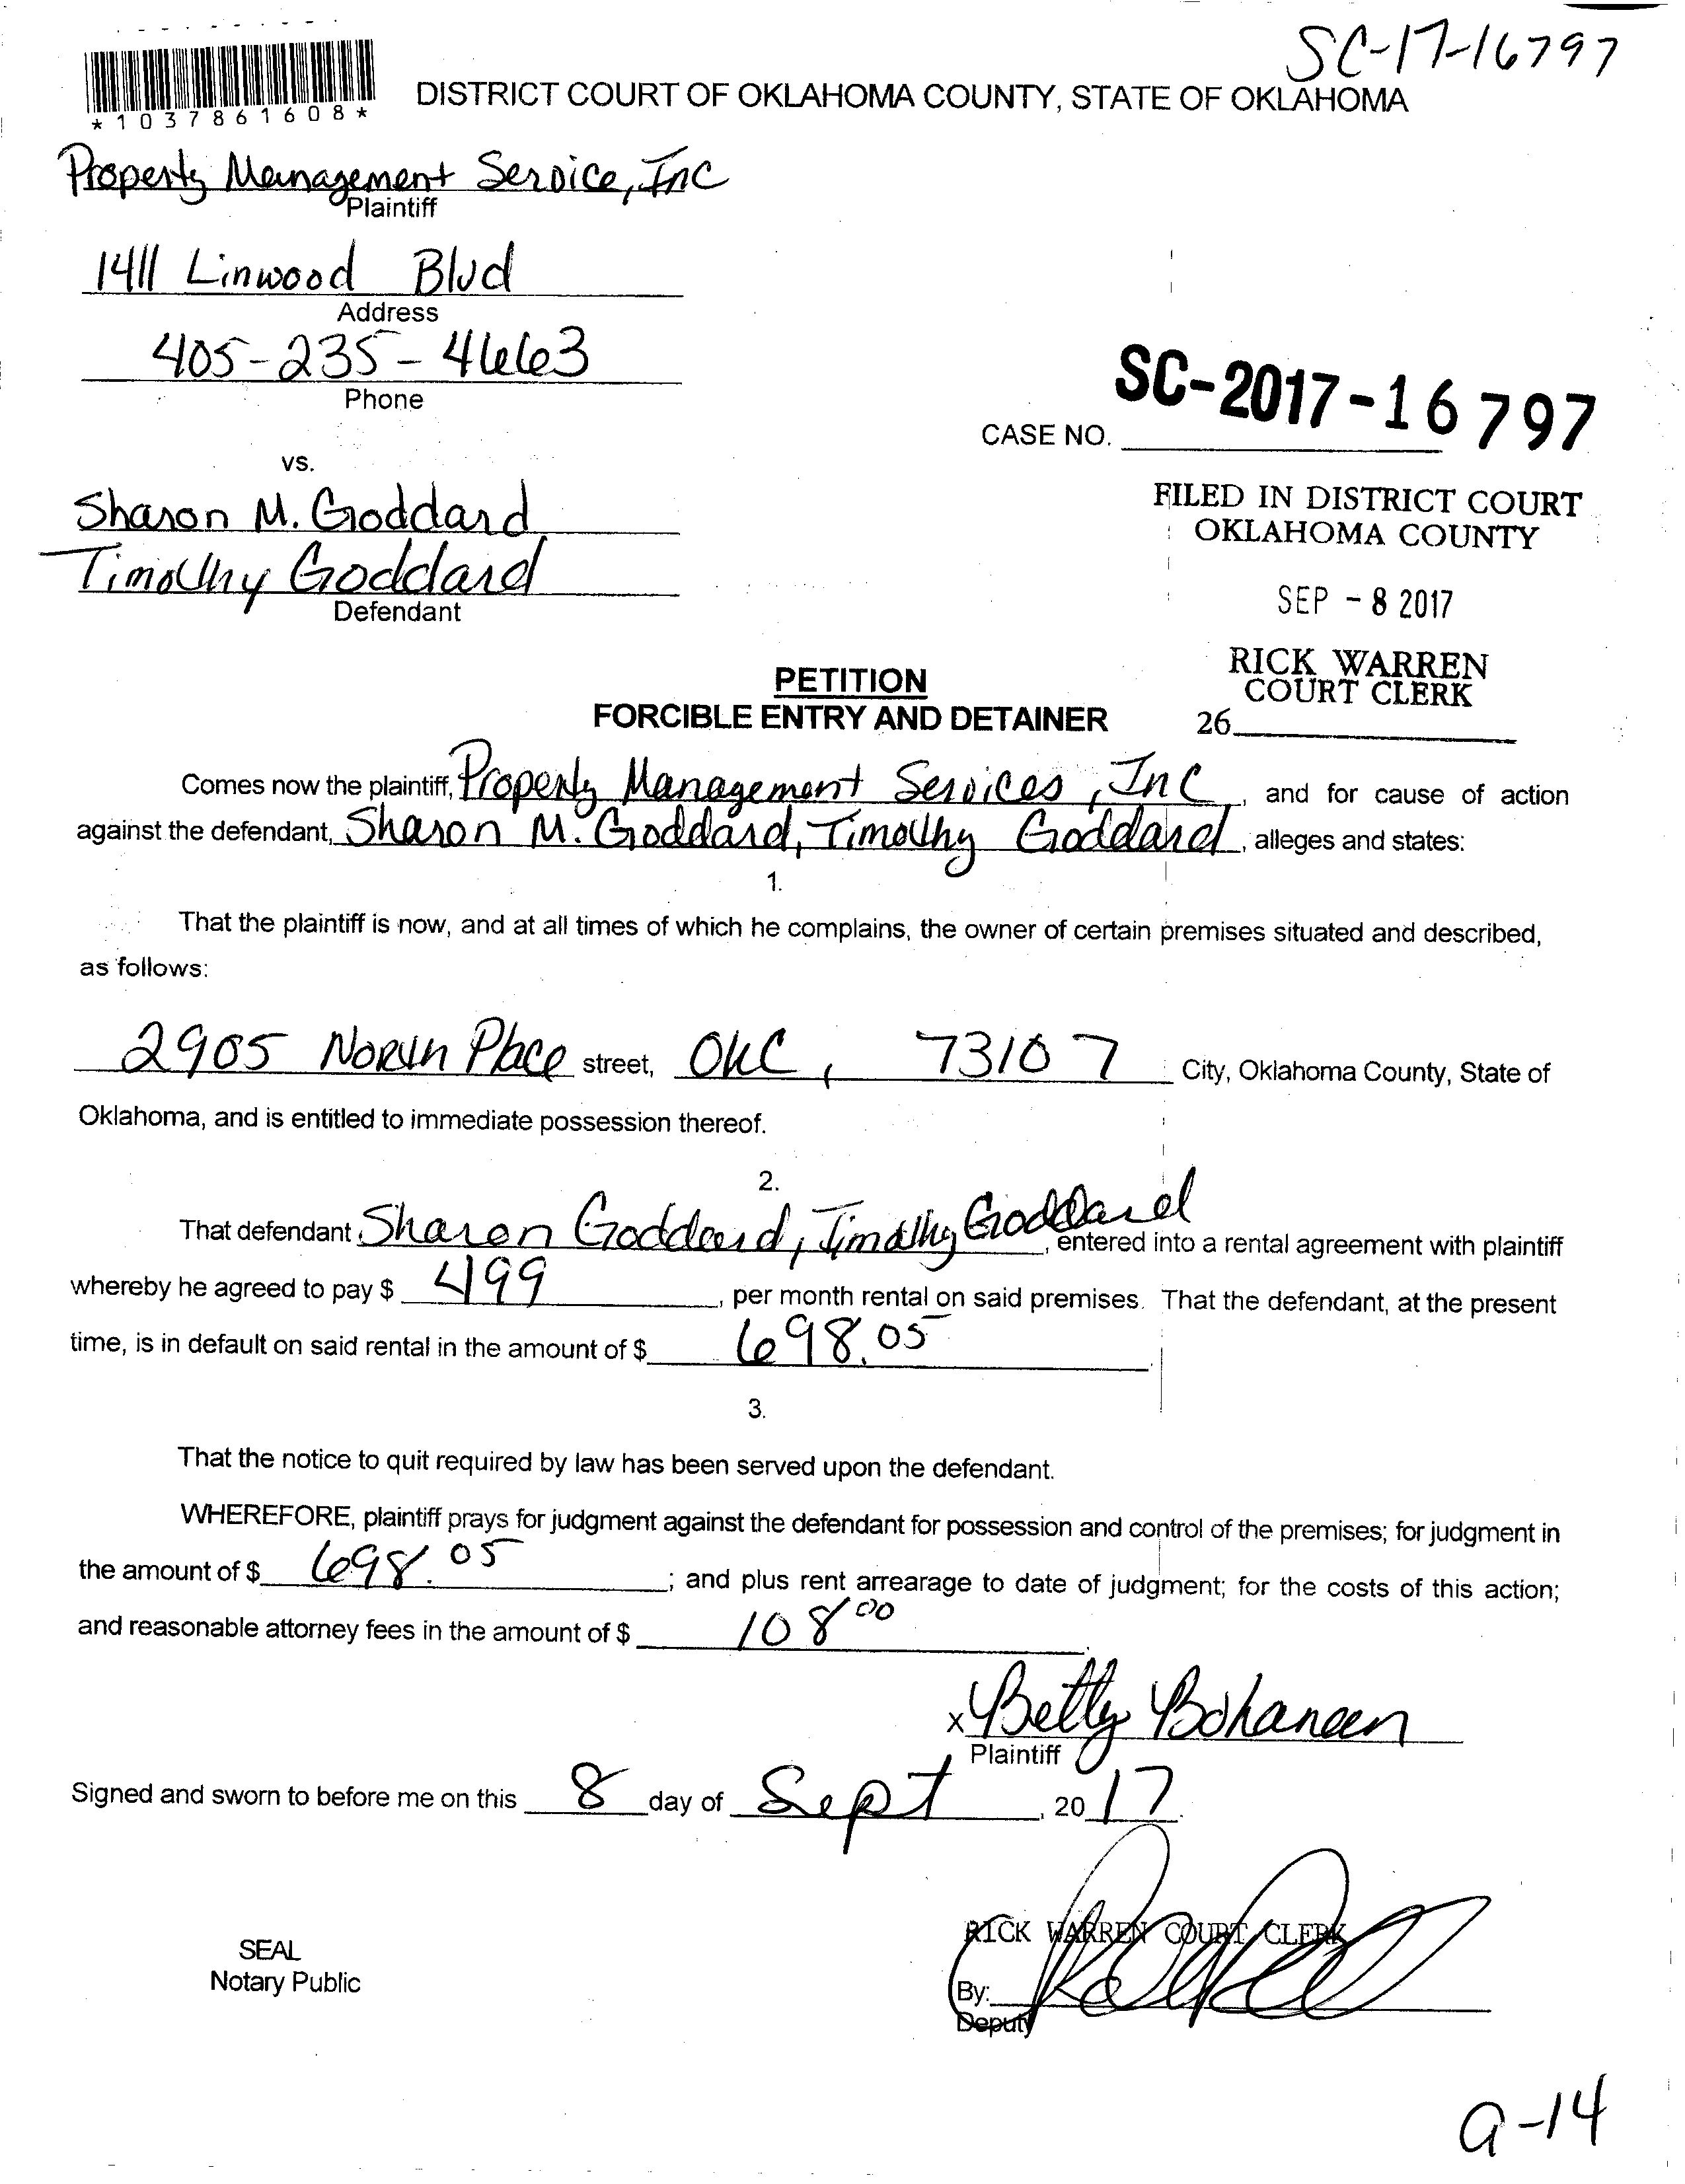 SC-17-16797
*1037861608*
DISTRICT COURT OF OKLAHOMA COUNTY, STATE OF OKLAHOMA
Property Management Service, Inc
Plaintiff
1411 Linwood Blvd
Address
405-235-4663
Phone
SC-2017-16797
CASE NO.
vs.
Sharon M. Goddard
Timothy Goddard
Defendant
FILED IN DISTRICT COURT
OKLAHOMA COUNTY
SEP - 8 2017
RICK WARREN
COURT CLERK
26
PETITION
FORCIBLE ENTRY AND DETAINER
Comes now the plaintiff, Property Management Services, Inc, and for cause of action
against the defendant, Sharon M. Goddard, Timothy Goddard, alleges and states:
1.
That the plaintiff is now, and at all times of which he complains, the owner of certain premises situated and described,
as follows:
2905 North Place street, OKC, 73107 City, Oklahoma County, State of
Oklahoma, and is entitled to immediate possession thereof.
2.
That defendant Sharon Goddard, Timothy Goddard, entered into a rental agreement with plaintiff
whereby he agreed to pay $ 499, per month rental on said premises. That the defendant, at the present
time, is in default on said rental in the amount of $ 698.05.
3.
That the notice to quit required by law has been served upon the defendant.
WHEREFORE, plaintiff prays for judgment against the defendant for possession and control of the premises; for judgment in
the amount of $ 698.05; and plus rent arrearage to date of judgment; for the costs of this action;
and reasonable attorney fees in the amount of $ 108 00.
x Betty
Plaintiff
Signed and sworn to before me on this 8 day of Sept, 2017.
RICK WARREN COURT CLERK
SEAL
Notary Public
By:
Deputy
a-14